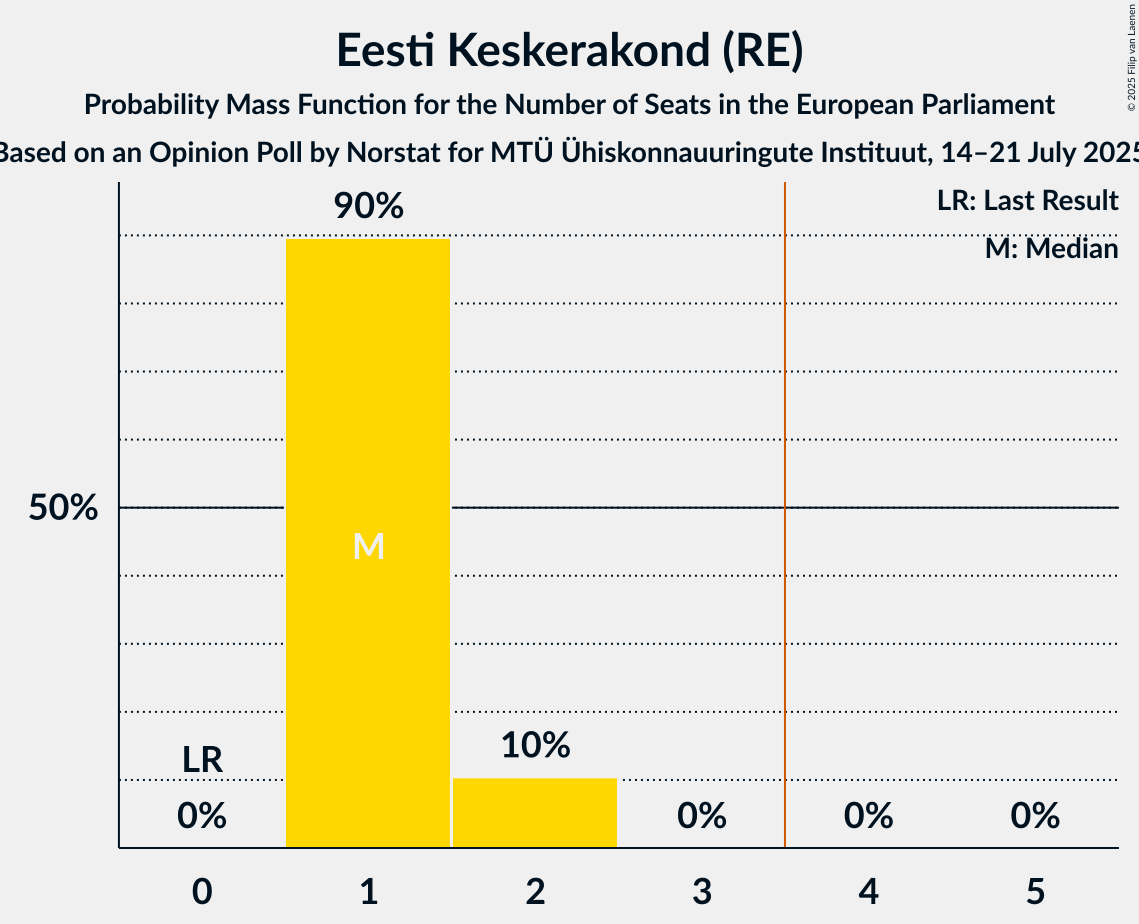 Eesti Keskerakond (RE)
Probability Mass Function for the Number of Seats in the European Parliament
Based on an Opinion Poll by Norstat for MTÜ Ühiskonnauuringute Instituut, 14–21 July 2025
© 2025 Filip van Laenen
LR: Last Result
M: Median
90%
50%
M
LR
10%
0%
0%
0%
0%
0 1 2 3 4 5